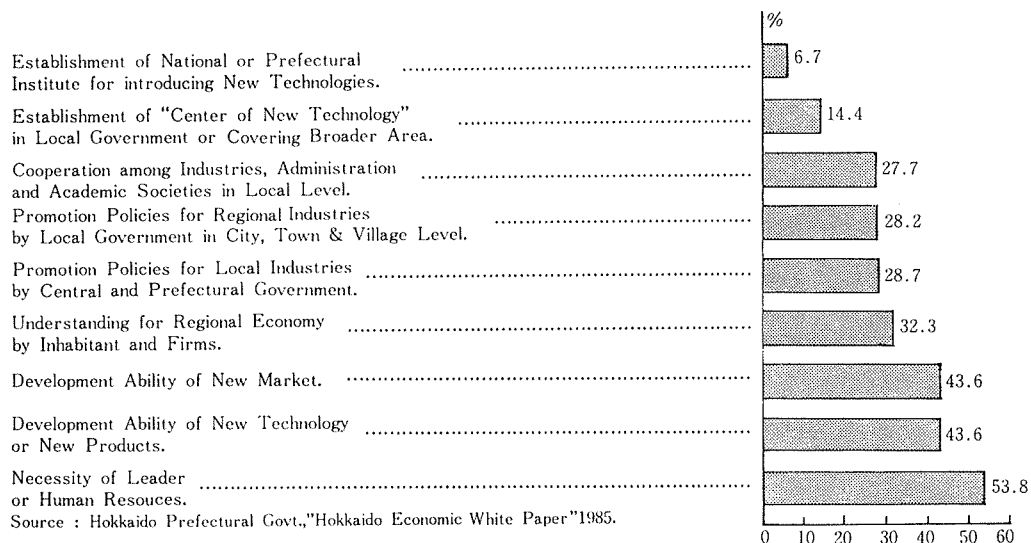 %
Establishment of National or Prefectural
Institute for introducing New Technologies.
6.7
Establishment of "Center of New Technology"
in Local Government or Covering Broader Area.
14.4
Cooperation among Industries, Administration
and Academic Societies in Local Level.
27.7
Promotion Policies for Regional Industries
by Local Government in City, Town & Village Level.
28.2
Promotion Policies for Local Industries
by Central and Prefectural Government.
28.7
Understanding for Regional Economy
by Inhabitant and Firms.
32.3
Development Ability of New Market.
43.6
Development Ability of New Technology
or New Products.
43.6
Necessity of Leader
or Human Resouces.
53.8
Source : Hokkaido Prefectural Govt.,"Hokkaido Economic White Paper"1985.
0 10 20 30 40 50 60